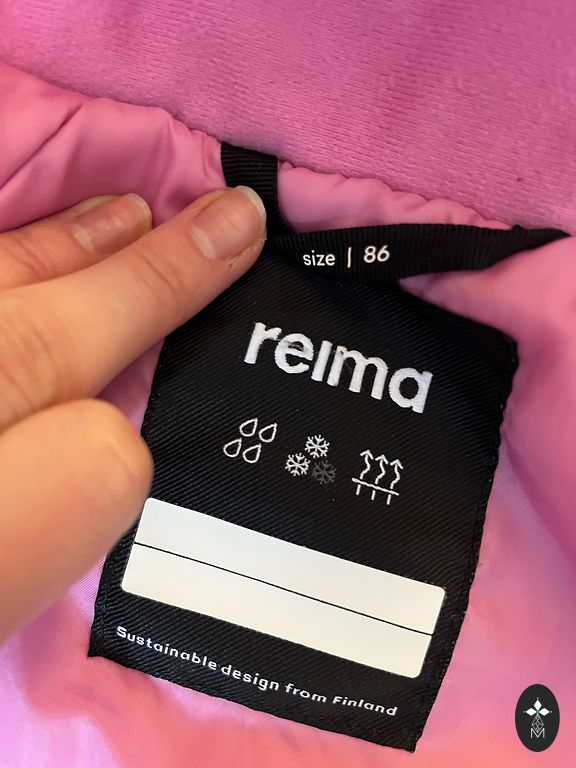 size | 86
reima
Sustainable design from Finland
M